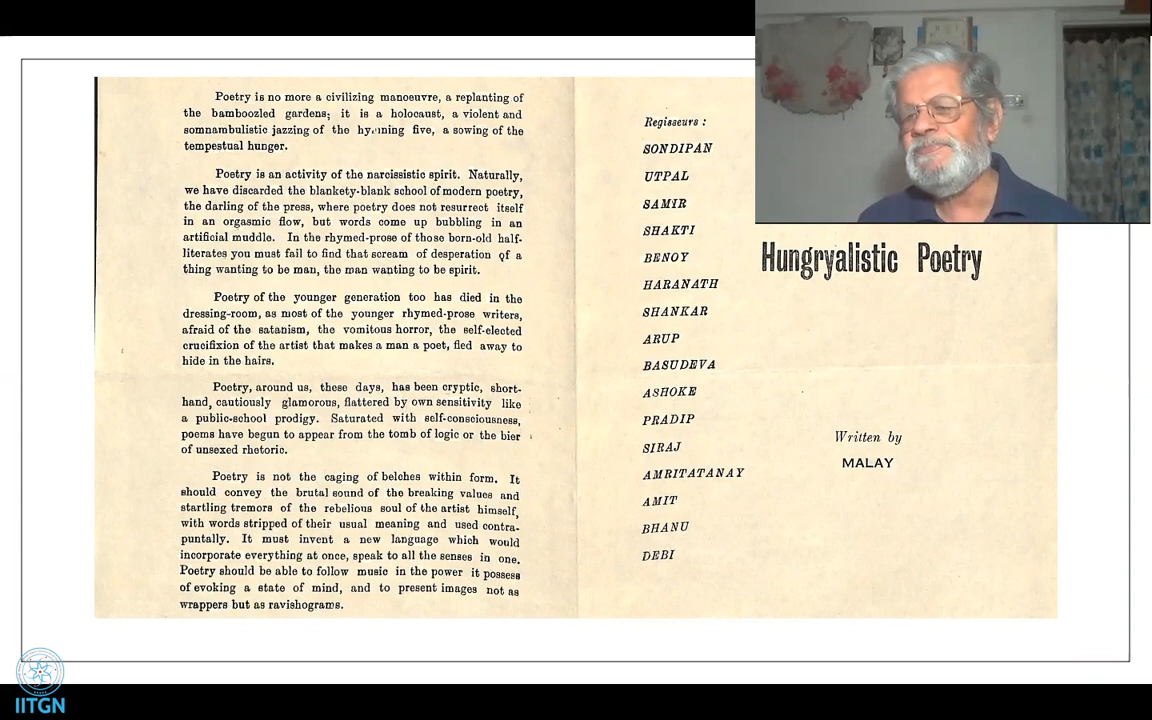 Poetry is no more a civilizing manoeuvre, a replanting of
the bamboozled gardens; it is a holocaust, a violent and
somnambulistic jazzing of the hymning five, a sowing of the
tempestual hunger.
Poetry is an activity of the narcissistic spirit. Naturally,
we have discarded the blankety-blank school of modern poetry,
the darling of the press, where poetry does not resurrect itself
in an orgasmic flow, but words come up bubbling in an
artificial muddle. In the rhymed-prose of those born-old half-
literates you must fail to find that scream of desperation of a
thing wanting to be man, the man wanting to be spirit.
Poetry of the younger generation too has died in the
dressing-room, as most of the younger rhymed-prose writers,
afraid of the satanism, the vomitous horror, the self-elected
crucifixion of the artist that makes a man a poet, fled away to
hide in the hairs.
Poetry, around us, these days, has been cryptic, short-
hand, cautiously glamorous, flattered by own sensitivity like
a public-school prodigy. Saturated with self-consciousness,
poems have begun to appear from the tomb of logic or the bier
of unsexed rhetoric.
Poetry is not the caging of belches within form. It
should convey the brutal sound of the breaking values and
startling tremors of the rebelious soul of the artist himself,
with words stripped of their usual meaning and used contra-
puntally. It must invent a new language which would
incorporate everything at once, speak to all the senses in one.
Poetry should be able to follow music in the power it possess
of evoking a state of mind, and to present images not as
wrappers but as ravishograms.
Regisseurs :
SONDIPAN
UTPAL
SAMIR
SHAKTI
BENOY
HARANATH
SHANKAR
ARUP
BASUDEVA
ASHOKE
PRADIP
SIRAJ
AMRITATANAY
AMIT
BHANU
DEBI
Hungryalistic Poetry
Written by
MALAY
IITGN